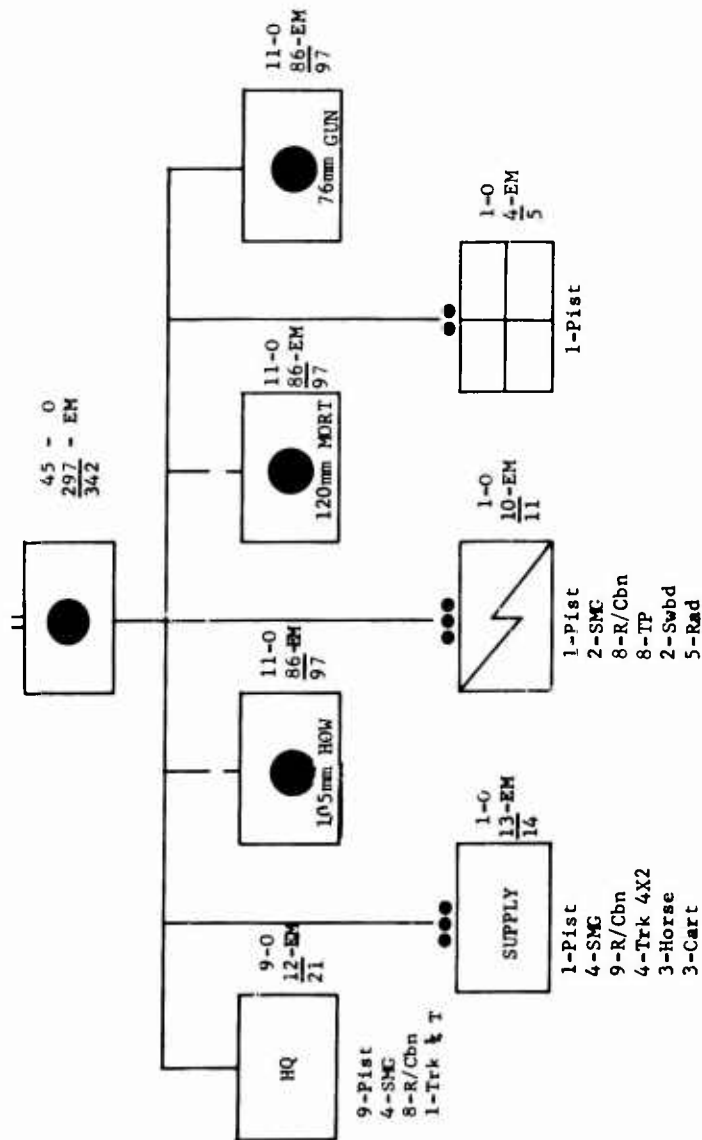 45 - O
297 - EM
342
HQ
9-O
12-EM
21
9-Pist
4-SMG
8-R/Cbn
1-Trk ¼ T
105mm HOW
11-O
86-EM
97
120mm MORT
11-O
86-EM
97
76mm GUN
11-O
86-EM
97
SUPPLY
1-O
13-EM
14
1-Pist
4-SMG
9-R/Cbn
4-Trk 4X2
3-Horse
3-Cart
1-O
10-EM
11
1-Pist
2-SMG
8-R/Cbn
8-TP
2-Swbd
5-Rad
1-O
4-EM
5
1-Pist